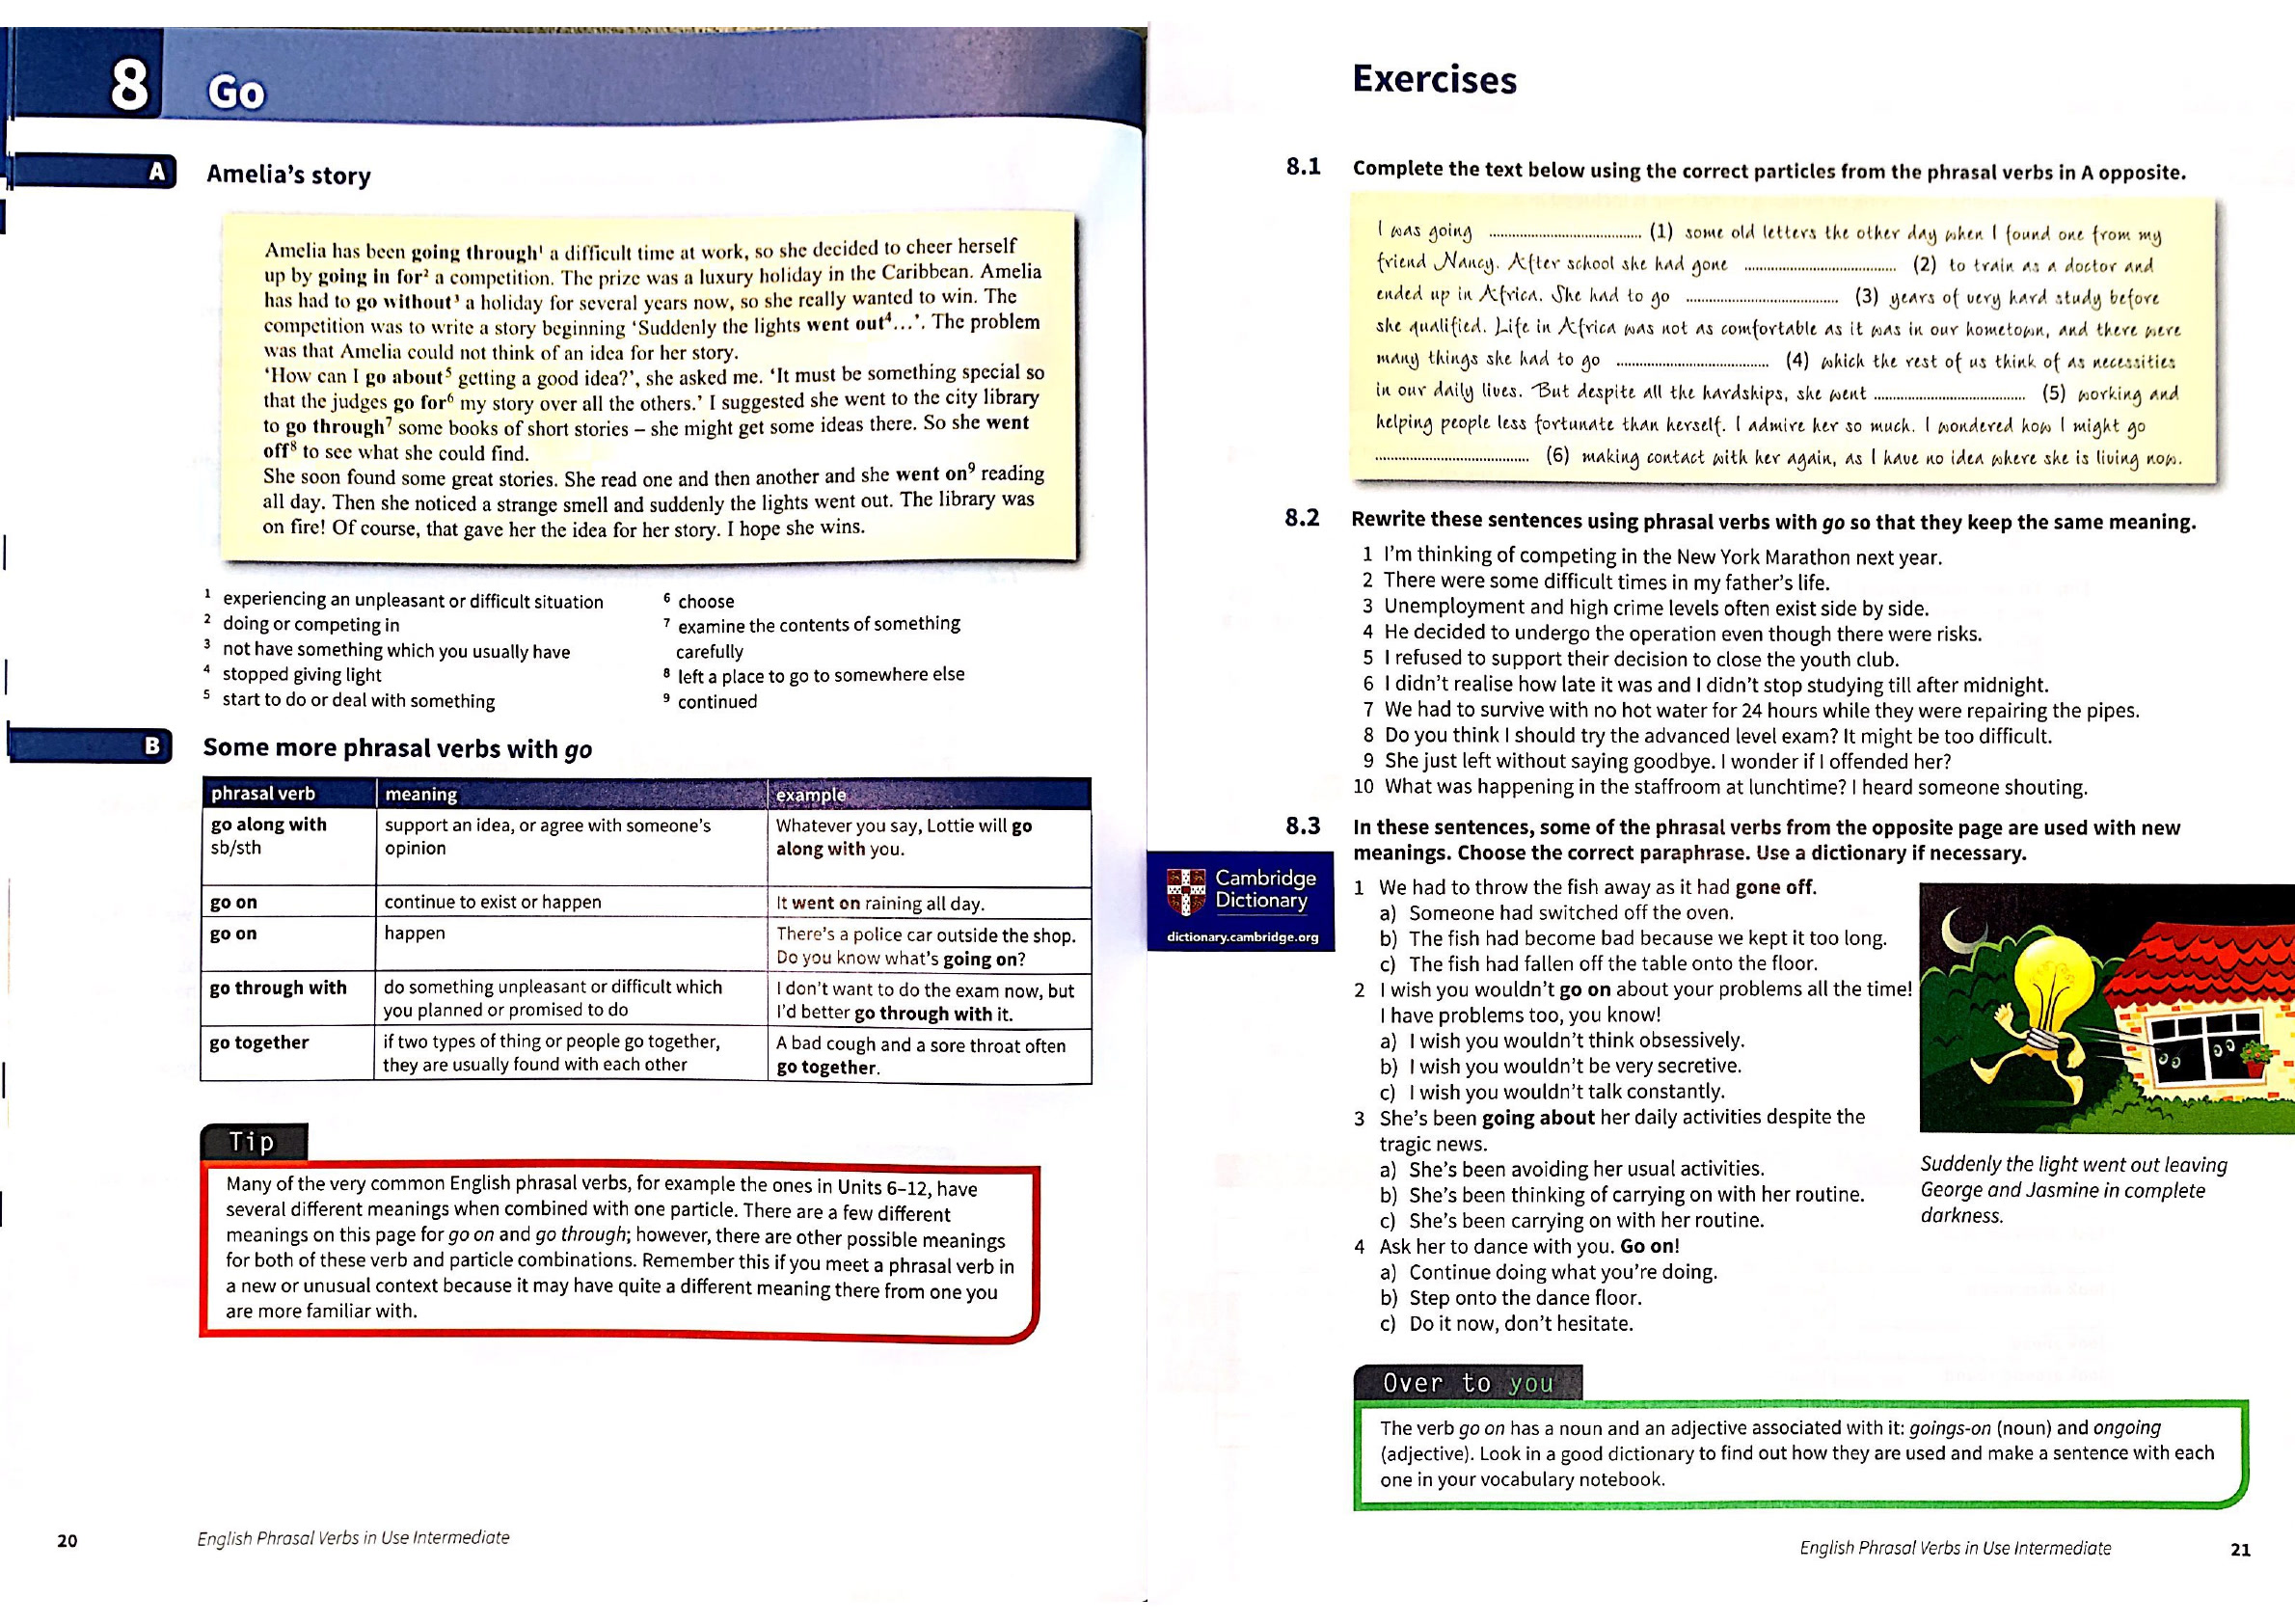 8
Go
A
Amelia's story
Amelia has been going through¹ a difficult time at work, so she decided to cheer herself
up by going in for² a competition. The prize was a luxury holiday in the Caribbean. Amelia
has had to go without³ a holiday for several years now, so she really wanted to win. The
competition was to write a story beginning 'Suddenly the lights went out⁴...'. The problem
was that Amelia could not think of an idea for her story.
'How can I go about⁵ getting a good idea?', she asked me. 'It must be something special so
that the judges go for⁶ my story over all the others.' I suggested she went to the city library
to go through⁷ some books of short stories – she might get some ideas there. So she went
off⁸ to see what she could find.
She soon found some great stories. She read one and then another and she went on⁹ reading
all day. Then she noticed a strange smell and suddenly the lights went out. The library was
on fire! Of course, that gave her the idea for her story. I hope she wins.
¹ experiencing an unpleasant or difficult situation
² doing or competing in
³ not have something which you usually have
⁴ stopped giving light
⁵ start to do or deal with something
⁶ choose
⁷ examine the contents of something
carefully
⁸ left a place to go to somewhere else
⁹ continued
B
Some more phrasal verbs with go
phrasal verb meaning example
go along with support an idea, or agree with someone's Whatever you say, Lottie will go
sb/sth opinion along with you.
go on continue to exist or happen It went on raining all day.
go on happen There's a police car outside the shop.
Do you know what's going on?
go through with do something unpleasant or difficult which I don't want to do the exam now, but
you planned or promised to do I'd better go through with it.
go together if two types of thing or people go together, A bad cough and a sore throat often
they are usually found with each other go together.
Tip
Many of the very common English phrasal verbs, for example the ones in Units 6–12, have
several different meanings when combined with one particle. There are a few different
meanings on this page for go on and go through; however, there are other possible meanings
for both of these verb and particle combinations. Remember this if you meet a phrasal verb in
a new or unusual context because it may have quite a different meaning there from one you
are more familiar with.
20
English Phrasal Verbs in Use Intermediate
Exercises
8.1 Complete the text below using the correct particles from the phrasal verbs in A opposite.
I was going ........................ (1) some old letters the other day when I found one from my
friend Nancy. After school she had gone ........................ (2) to train as a doctor and
ended up in Africa. She had to go ........................ (3) years of very hard study before
she qualified. Life in Africa was not as comfortable as it was in our hometown, and there were
many things she had to go ........................ (4) which the rest of us think of as necessities
in our daily lives. But despite all the hardships, she went ........................ (5) working and
helping people less fortunate than herself. I admire her so much. I wondered how I might go
........................ (6) making contact with her again, as I have no idea where she is living now.
8.2 Rewrite these sentences using phrasal verbs with go so that they keep the same meaning.
1 I'm thinking of competing in the New York Marathon next year.
2 There were some difficult times in my father's life.
3 Unemployment and high crime levels often exist side by side.
4 He decided to undergo the operation even though there were risks.
5 I refused to support their decision to close the youth club.
6 I didn't realise how late it was and I didn't stop studying till after midnight.
7 We had to survive with no hot water for 24 hours while they were repairing the pipes.
8 Do you think I should try the advanced level exam? It might be too difficult.
9 She just left without saying goodbye. I wonder if I offended her?
10 What was happening in the staffroom at lunchtime? I heard someone shouting.
8.3 In these sentences, some of the phrasal verbs from the opposite page are used with new
meanings. Choose the correct paraphrase. Use a dictionary if necessary.
Cambridge
Dictionary
dictionary.cambridge.org
1 We had to throw the fish away as it had gone off.
a) Someone had switched off the oven.
b) The fish had become bad because we kept it too long.
c) The fish had fallen off the table onto the floor.
2 I wish you wouldn't go on about your problems all the time!
I have problems too, you know!
a) I wish you wouldn't think obsessively.
b) I wish you wouldn't be very secretive.
c) I wish you wouldn't talk constantly.
3 She's been going about her daily activities despite the
tragic news.
a) She's been avoiding her usual activities.
b) She's been thinking of carrying on with her routine.
c) She's been carrying on with her routine.
4 Ask her to dance with you. Go on!
a) Continue doing what you're doing.
b) Step onto the dance floor.
c) Do it now, don't hesitate.
Suddenly the light went out leaving
George and Jasmine in complete
darkness.
Over to you
The verb go on has a noun and an adjective associated with it: goings-on (noun) and ongoing
(adjective). Look in a good dictionary to find out how they are used and make a sentence with each
one in your vocabulary notebook.
English Phrasal Verbs in Use Intermediate
21